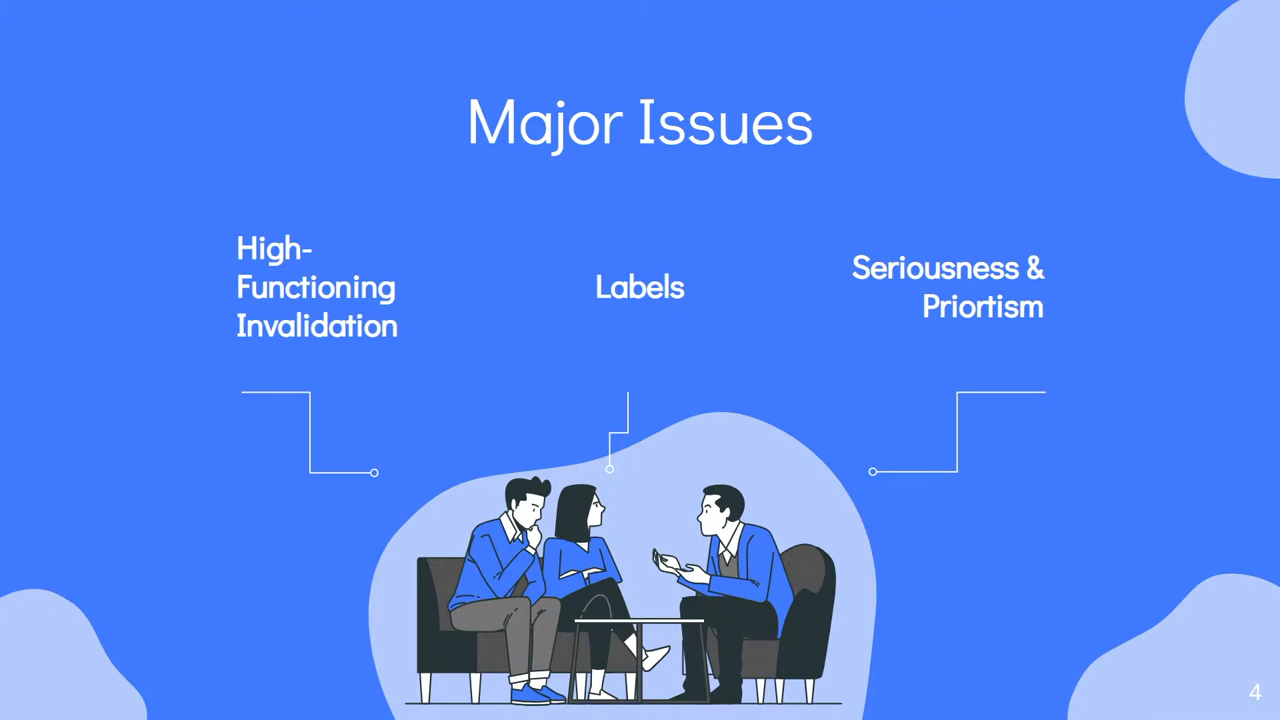 Major Issues
High-
Functioning
Invalidation
Labels
Seriousness &
Priortism
4